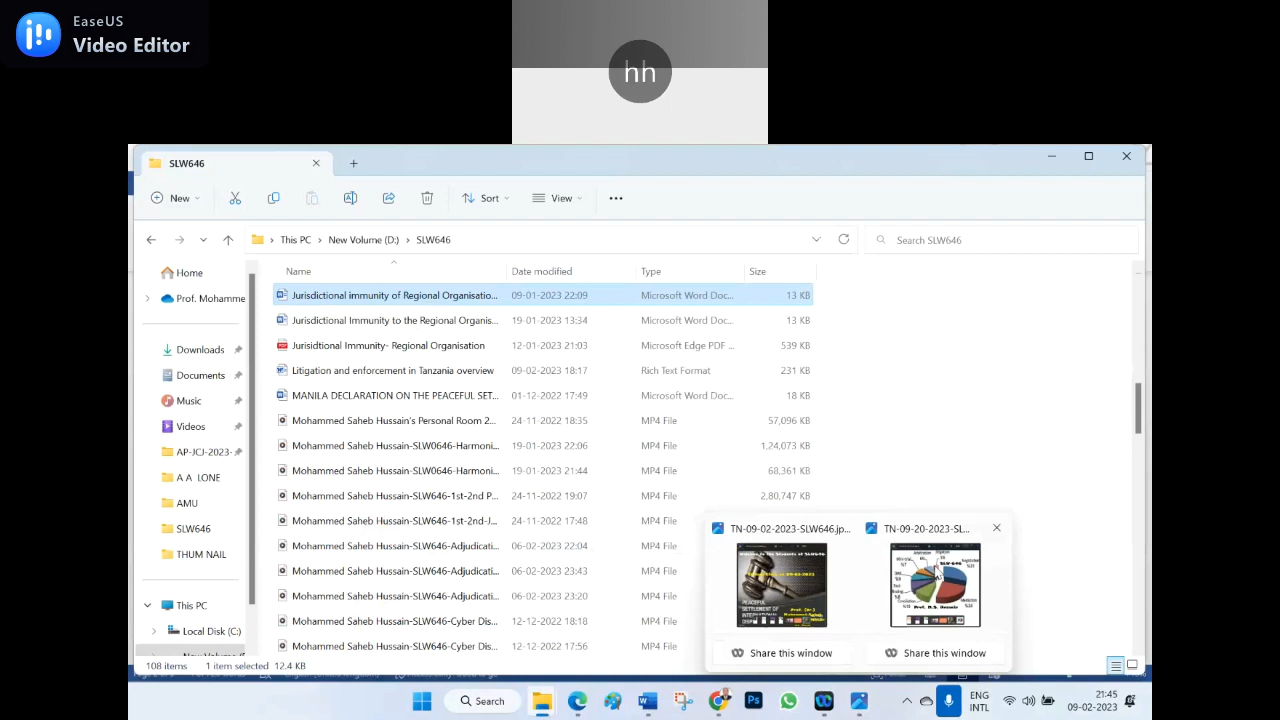 EaseUS
Video Editor
hh
SLW646
New
Sort
View
This PC
New Volume (D:)
SLW646
Search SLW646
Name
Date modified
Type
Size
Home
Prof. Mohamme
Downloads
Documents
Music
Videos
AP-JCJ-2023-
A A LONE
AMU
SLW646
THUM NAIL
This PC
Local Disk (C:)
Jurisdictional immunity of Regional Organisatio... 09-01-2023 22:09 Microsoft Word Doc... 13 KB
Jurisdictional Immunity to the Regional Organis... 19-01-2023 13:34 Microsoft Word Doc... 13 KB
Jurisidtional Immunity- Regional Organisation 12-01-2023 21:03 Microsoft Edge PDF ... 539 KB
Litigation and enforcement in Tanzania overview 09-02-2023 18:17 Rich Text Format 231 KB
MANILA DECLARATION ON THE PEACEFUL SET... 01-12-2022 17:49 Microsoft Word Doc... 18 KB
Mohammed Saheb Hussain's Personal Room 2... 24-11-2022 18:35 MP4 File 57,096 KB
Mohammed Saheb Hussain-SLW0646-Harmoni... 19-01-2023 22:06 MP4 File 1,24,073 KB
Mohammed Saheb Hussain-SLW0646-Harmoni... 19-01-2023 21:44 MP4 File 68,361 KB
Mohammed Saheb Hussain-SLW646-1st-2nd P... 24-11-2022 19:07 MP4 File 2,80,747 KB
Mohammed Saheb Hussain-SLW646-1st-2nd-J... 24-11-2022 17:48 MP4 File
Mohammed Saheb Hussain-SLW646-Adjudicati... 06-02-2023 22:04 MP4 File
Mohammed Saheb Hussain-SLW646-Adjudicati... 06-02-2023 23:43 MP4 File
Mohammed Saheb Hussain-SLW646-Adjudicati... 06-02-2023 23:20 MP4 File
Mohammed Saheb Hussain-SLW646-Cyber Dis... 12-12-2022 18:18 MP4 File
Mohammed Saheb Hussain-SLW646-Cyber Dis... 12-12-2022 17:56 MP4 File
TN-09-02-2023-SLW646.jp...
TN-09-20-2023-SL...
PEACEFUL
SETTLEMENT OF
INTERNATIONAL
Share this window
Share this window
108 items
1 item selected 12.4 KB
Search
ENG
INTL
21:45
09-02-2023